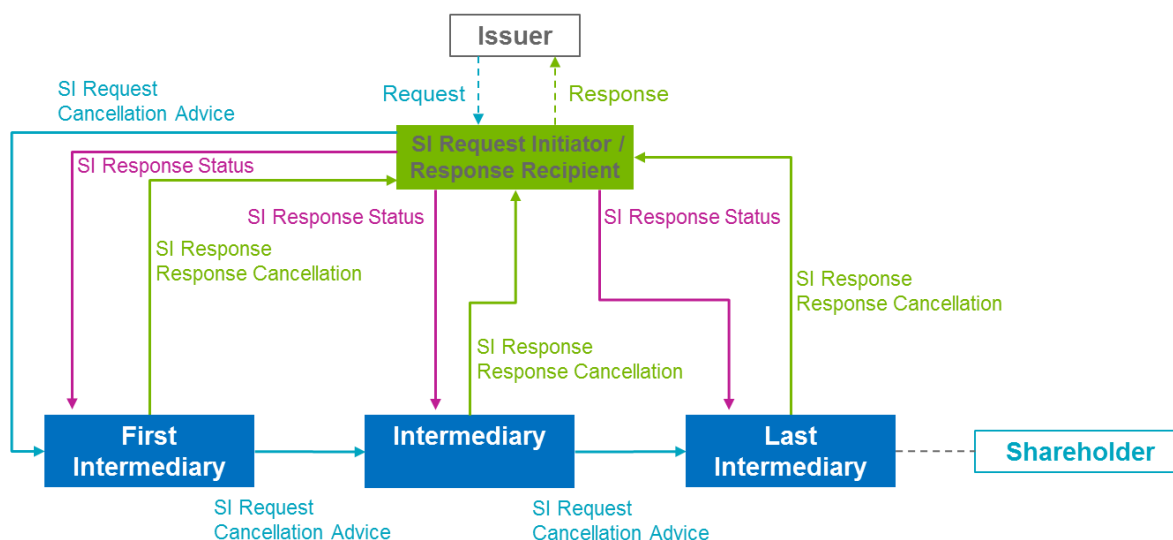 Issuer
SI Request
Cancellation Advice
Request
Response
SI Request Initiator /
Response Recipient
SI Response Status
SI Response Status
SI Response Status
SI Response
Response Cancellation
SI Response
Response Cancellation
SI Response
Response Cancellation
First
Intermediary
Intermediary
Last
Intermediary
Shareholder
SI Request
Cancellation Advice
SI Request
Cancellation Advice